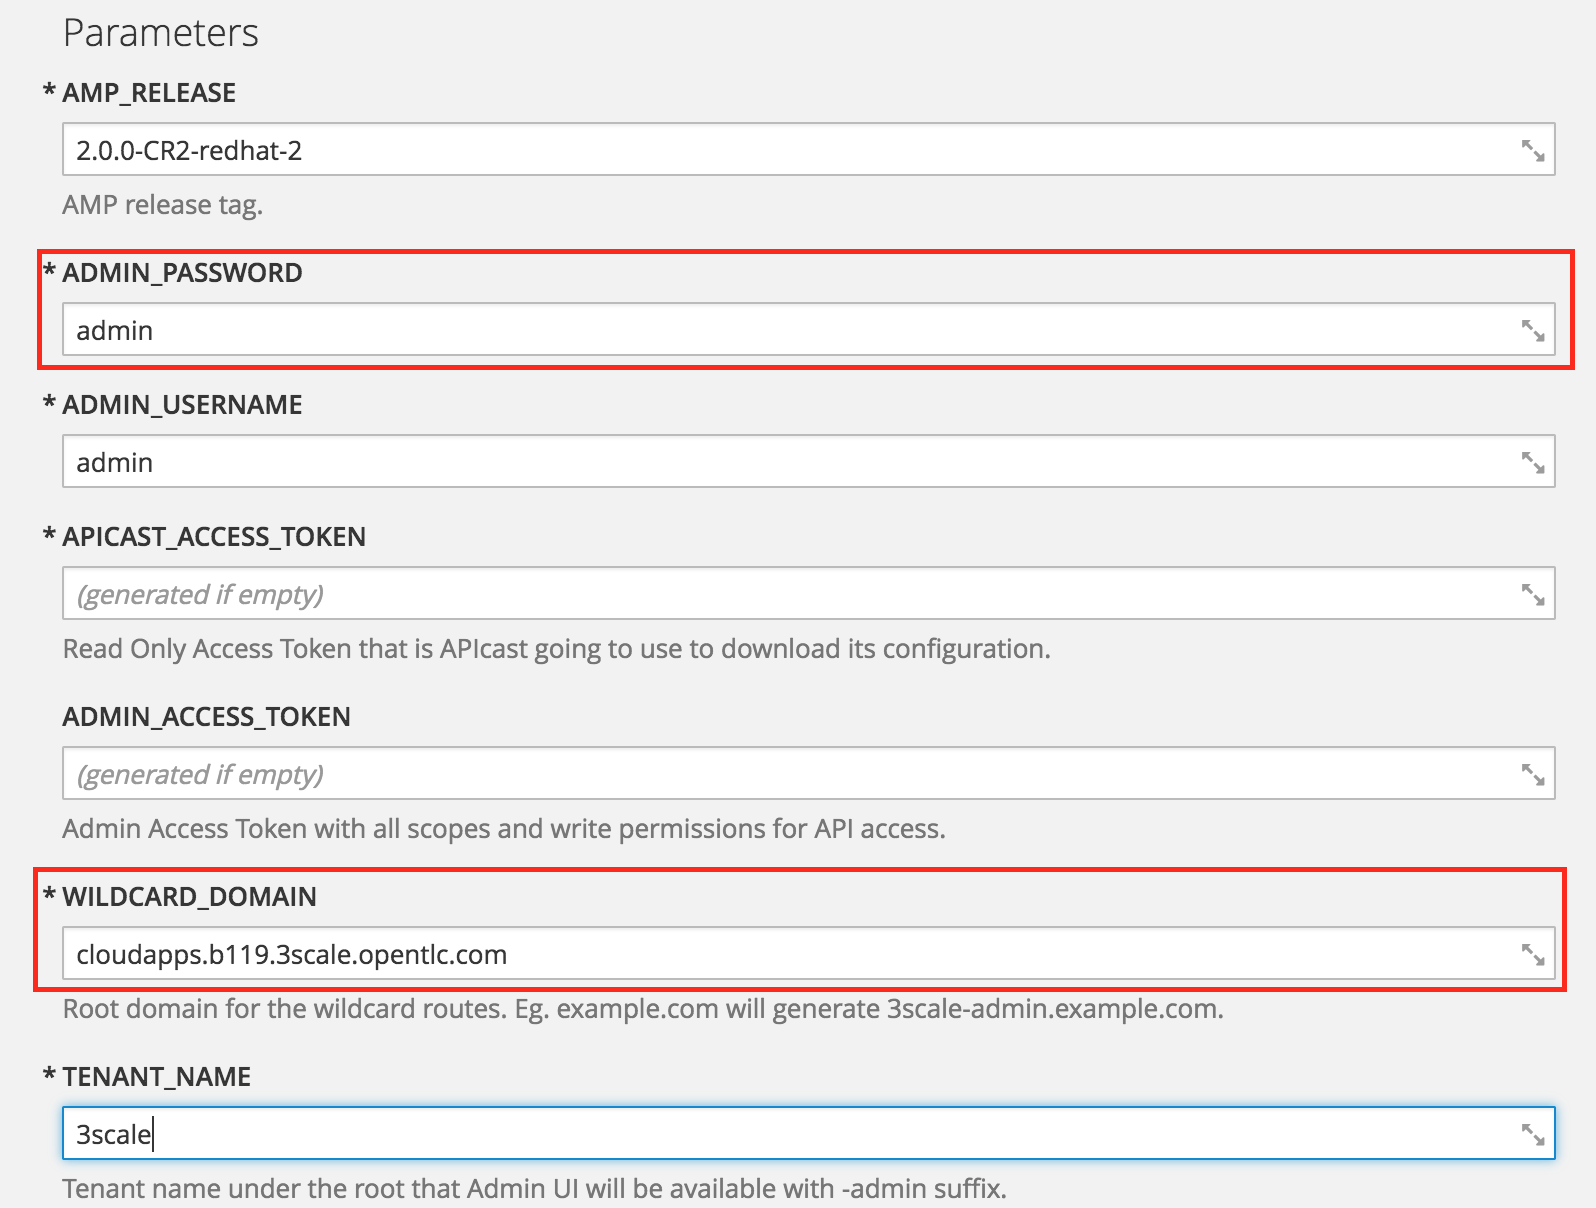 Parameters
* AMP_RELEASE
2.0.0-CR2-redhat-2
AMP release tag.
* ADMIN_PASSWORD
admin
* ADMIN_USERNAME
admin
* APICAST_ACCESS_TOKEN
(generated if empty)
Read Only Access Token that is APIcast going to use to download its configuration.
ADMIN_ACCESS_TOKEN
(generated if empty)
Admin Access Token with all scopes and write permissions for API access.
* WILDCARD_DOMAIN
cloudapps.b119.3scale.opentlc.com
Root domain for the wildcard routes. Eg. example.com will generate 3scale-admin.example.com.
* TENANT_NAME
3scale
Tenant name under the root that Admin UI will be available with -admin suffix.